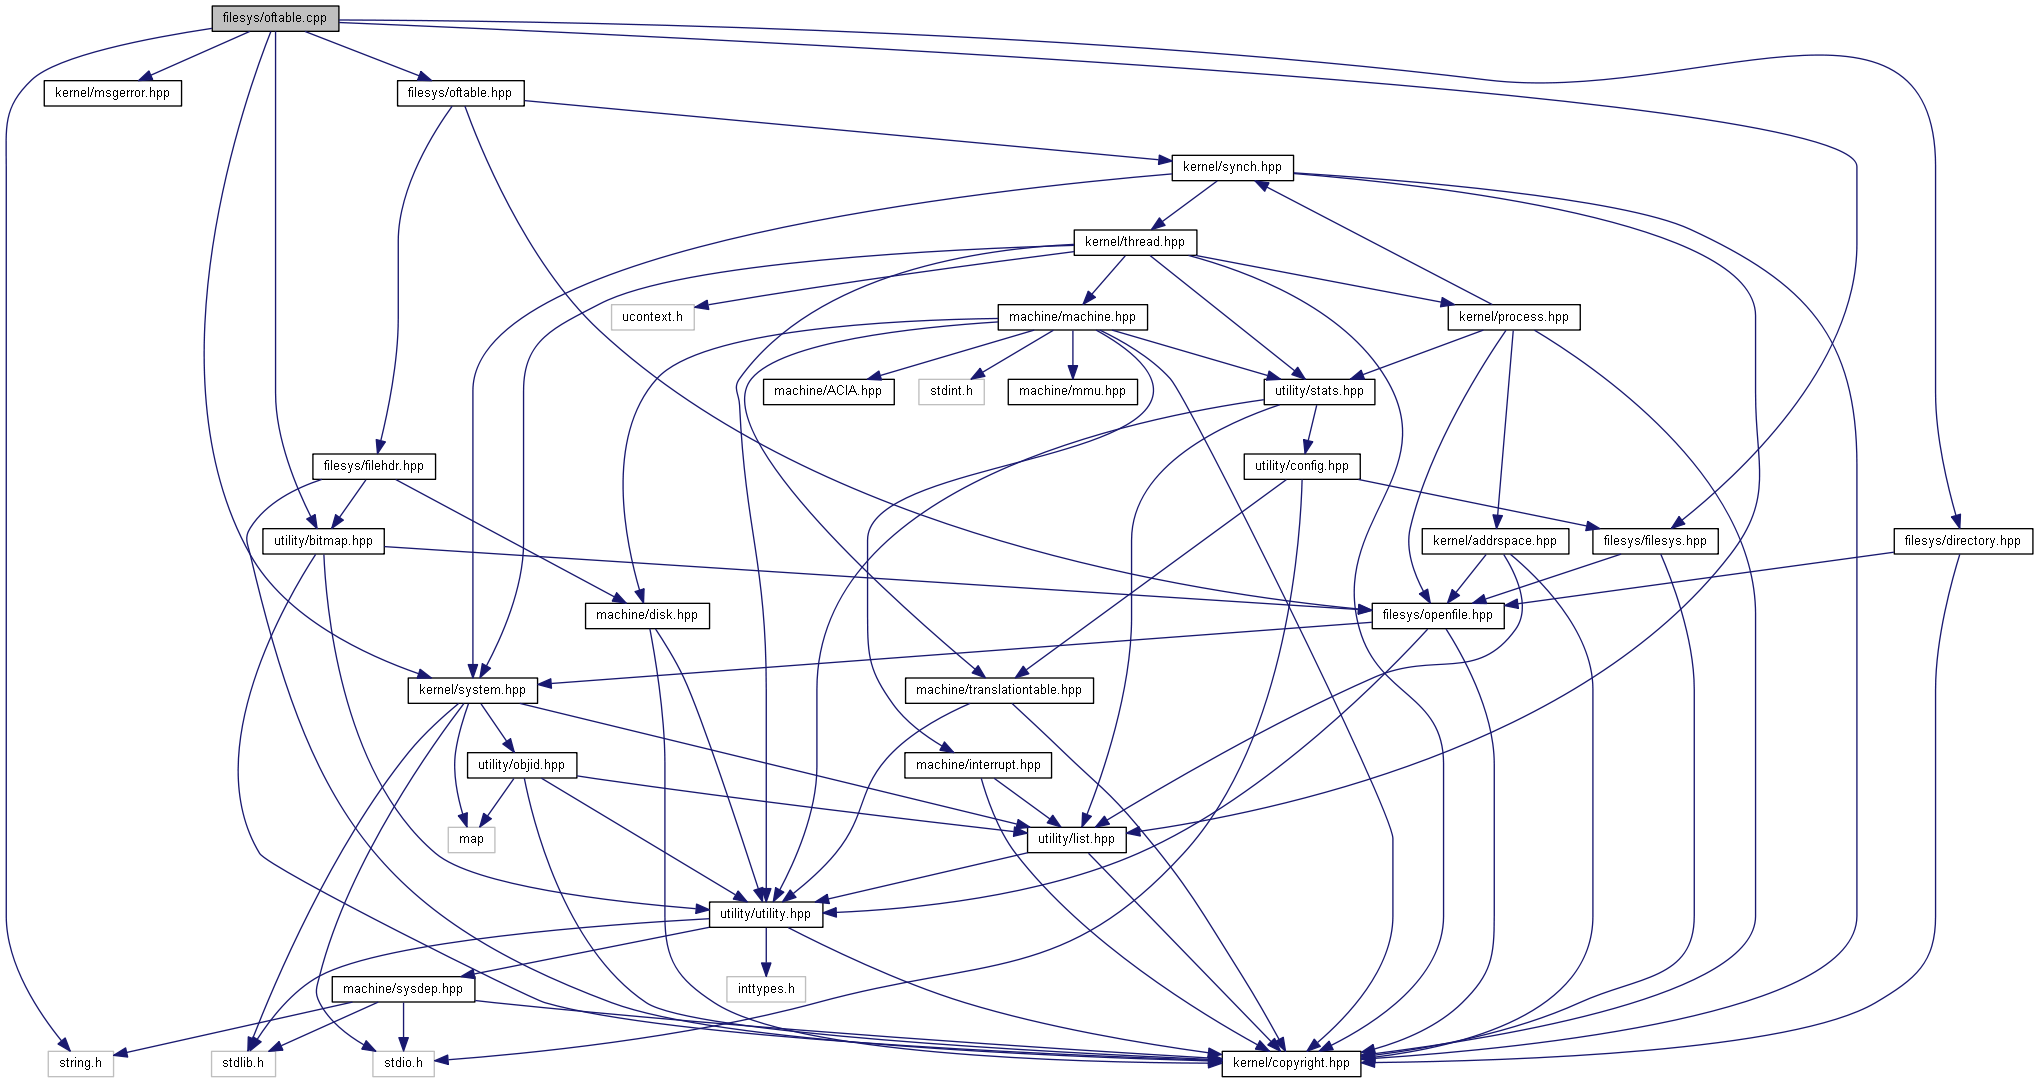 filesys/oftable.cpp
kernel/msgerror.hpp
filesys/oftable.hpp
kernel/synch.hpp
kernel/thread.hpp
ucontext.h
machine/machine.hpp
kernel/process.hpp
machine/ACIA.hpp
stdint.h
machine/mmu.hpp
utility/stats.hpp
filesys/filehdr.hpp
utility/config.hpp
utility/bitmap.hpp
kernel/addrspace.hpp
filesys/filesys.hpp
filesys/directory.hpp
machine/disk.hpp
filesys/openfile.hpp
kernel/system.hpp
machine/translationtable.hpp
utility/objid.hpp
machine/interrupt.hpp
map
utility/list.hpp
utility/utility.hpp
machine/sysdep.hpp
inttypes.h
string.h
stdlib.h
stdio.h
kernel/copyright.hpp